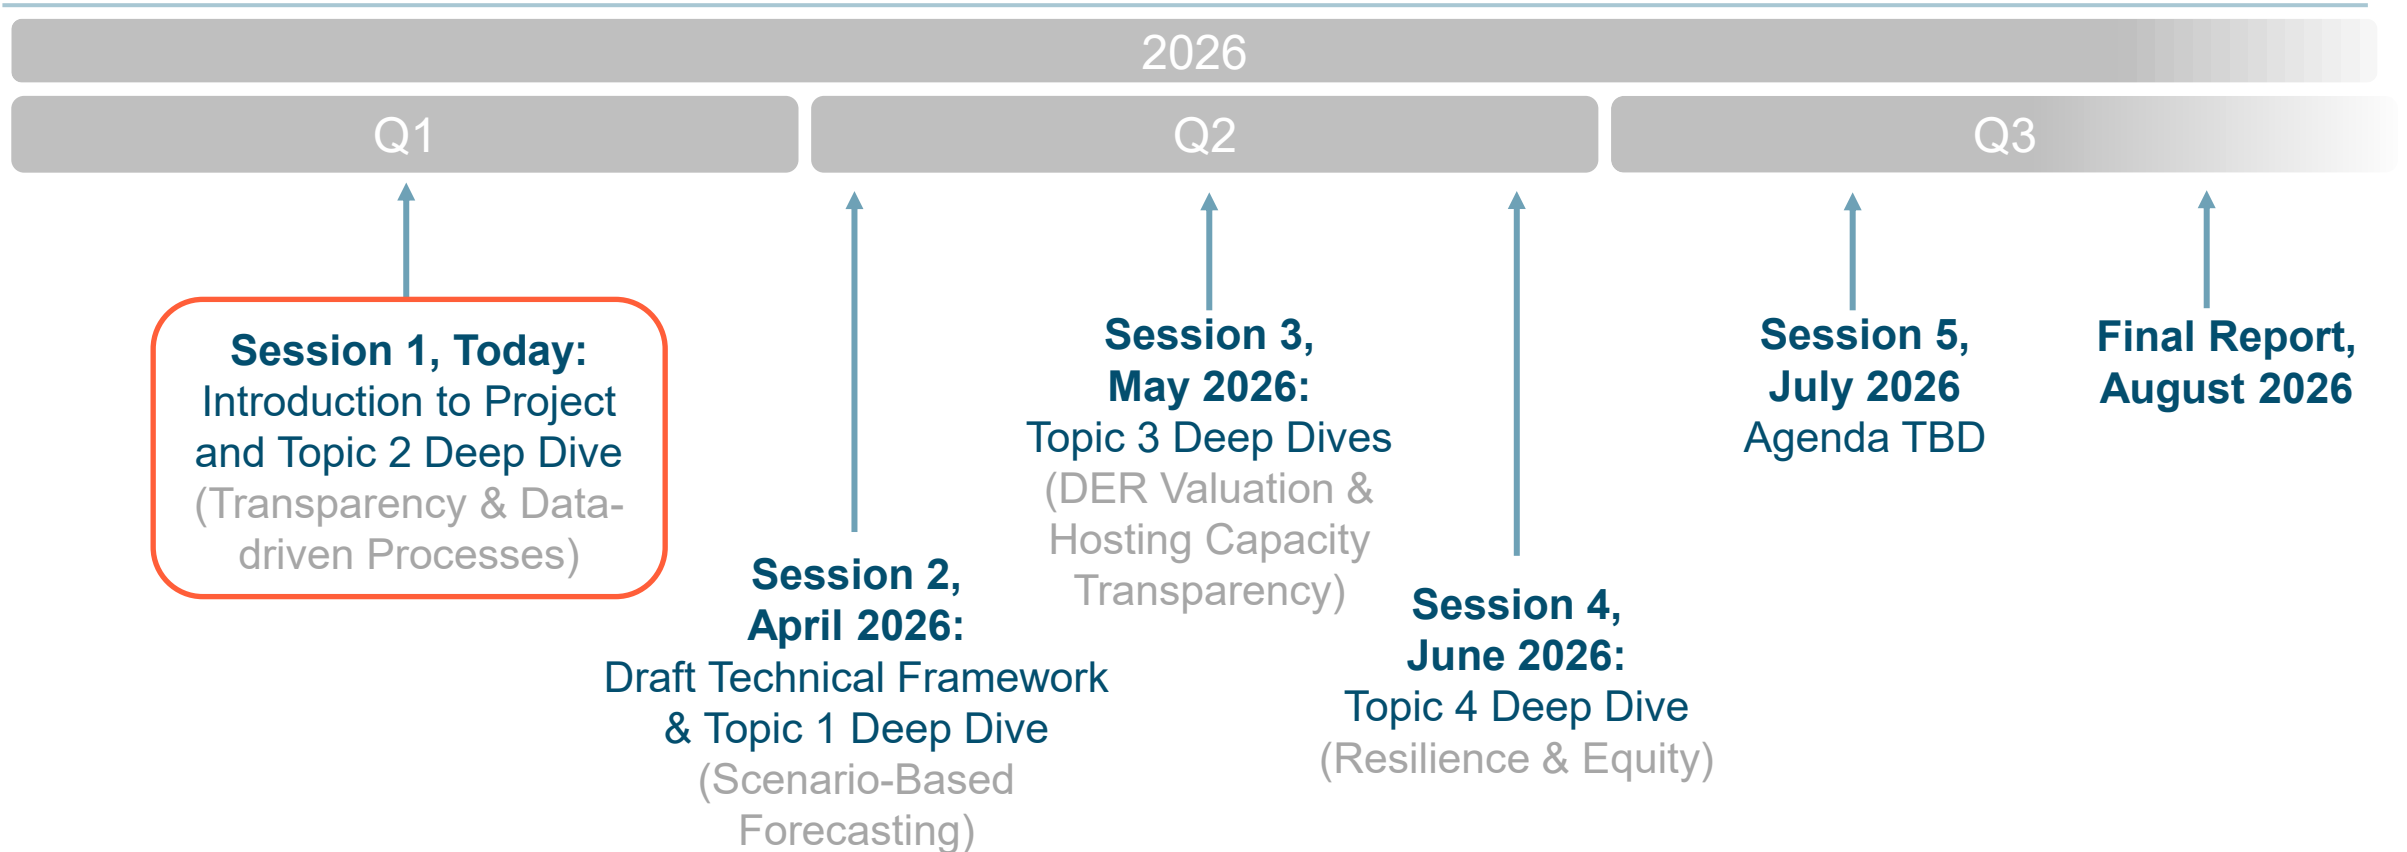 2026
Q1
Q2
Q3
Session 1, Today:
Introduction to Project
and Topic 2 Deep Dive
(Transparency & Data-
driven Processes)
Session 2,
April 2026:
Draft Technical Framework
& Topic 1 Deep Dive
(Scenario-Based
Forecasting)
Session 3,
May 2026:
Topic 3 Deep Dives
(DER Valuation &
Hosting Capacity
Transparency)
Session 4,
June 2026:
Topic 4 Deep Dive
(Resilience & Equity)
Session 5,
July 2026
Agenda TBD
Final Report,
August 2026